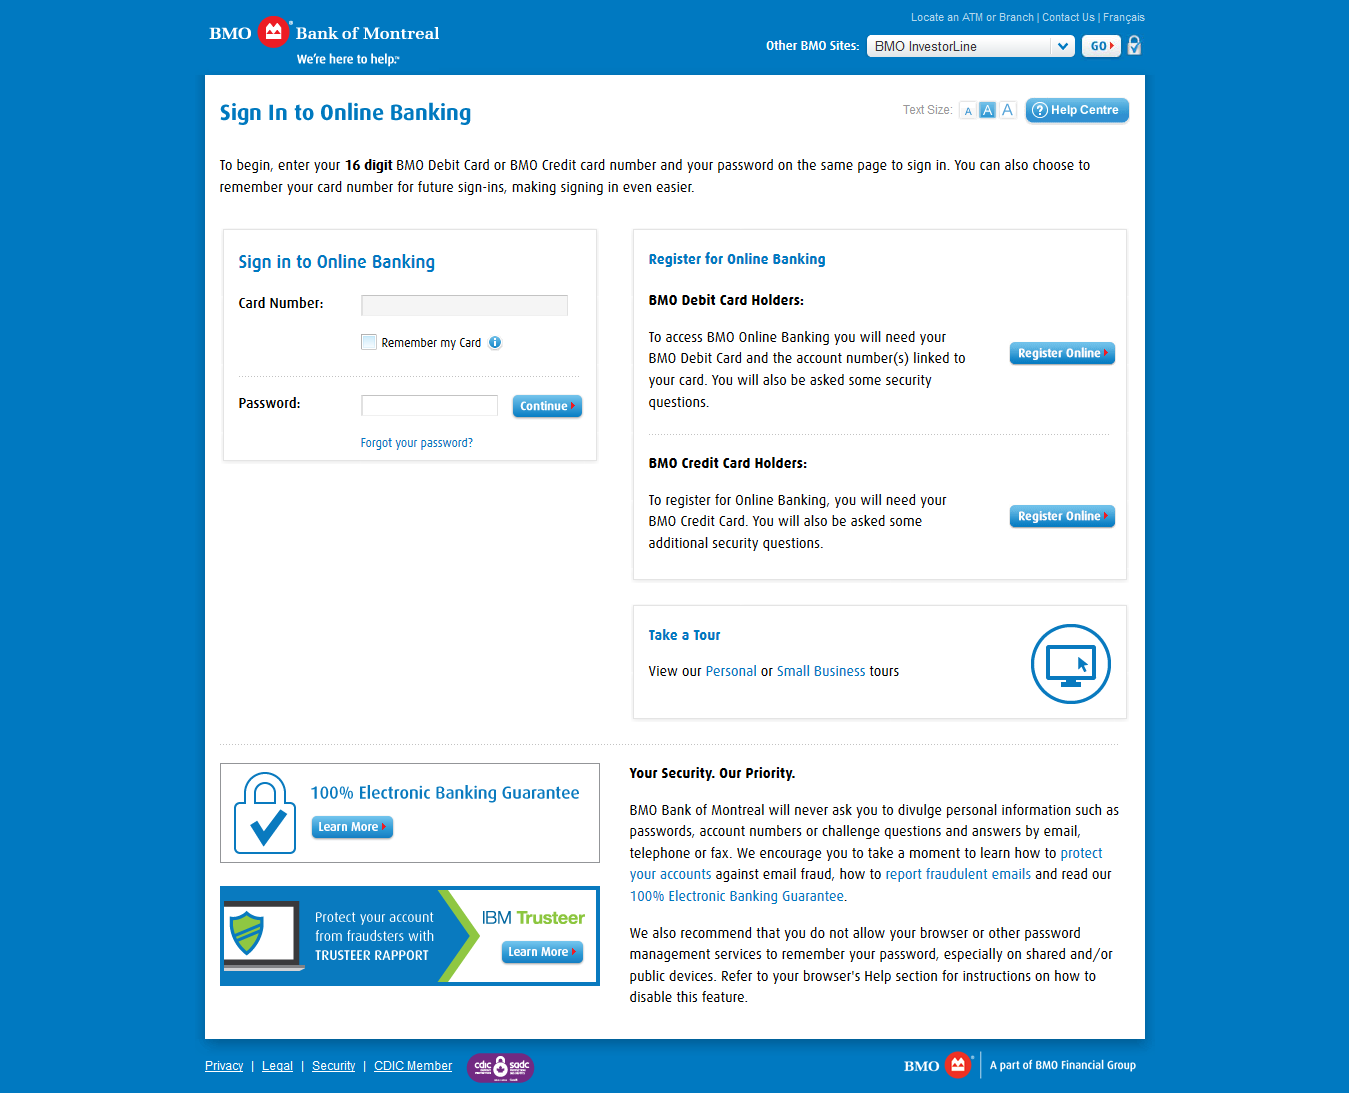 BMO Bank of Montreal
We're here to help.™
Locate an ATM or Branch | Contact Us | Français
Other BMO Sites: BMO InvestorLine GO
Sign In to Online Banking
Text Size: A A A Help Centre
To begin, enter your 16 digit BMO Debit Card or BMO Credit card number and your password on the same page to sign in. You can also choose to
remember your card number for future sign-ins, making signing in even easier.
Sign in to Online Banking
Card Number:
Remember my Card
Password: Continue
Forgot your password?
Register for Online Banking
BMO Debit Card Holders:
To access BMO Online Banking you will need your
BMO Debit Card and the account number(s) linked to
your card. You will also be asked some security
questions.
Register Online
BMO Credit Card Holders:
To register for Online Banking, you will need your
BMO Credit Card. You will also be asked some
additional security questions.
Register Online
Take a Tour
View our Personal or Small Business tours
100% Electronic Banking Guarantee
Learn More
Protect your account
from fraudsters with
TRUSTEER RAPPORT
IBM Trusteer
Learn More
Your Security. Our Priority.
BMO Bank of Montreal will never ask you to divulge personal information such as
passwords, account numbers or challenge questions and answers by email,
telephone or fax. We encourage you to take a moment to learn how to protect
your accounts against email fraud, how to report fraudulent emails and read our
100% Electronic Banking Guarantee.
We also recommend that you do not allow your browser or other password
management services to remember your password, especially on shared and/or
public devices. Refer to your browser's Help section for instructions on how to
disable this feature.
Privacy | Legal | Security | CDIC Member
cdic sadc
BMO A part of BMO Financial Group